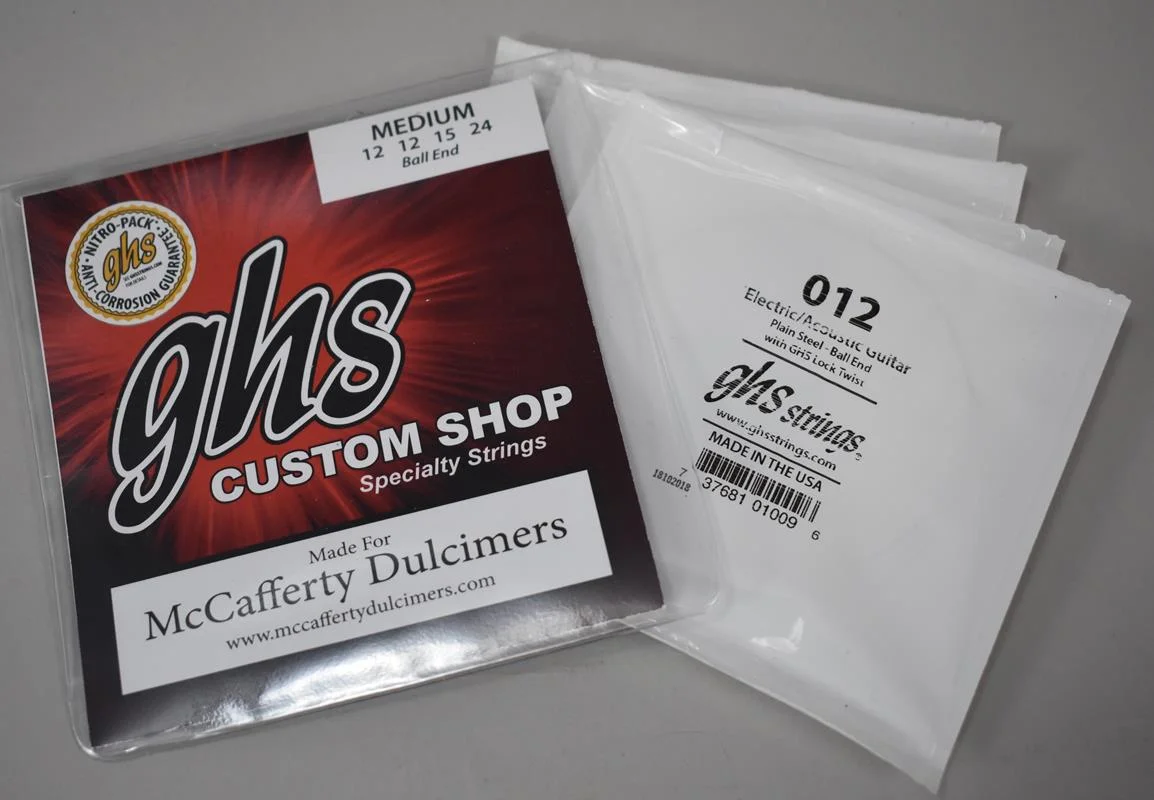 MEDIUM
12 12 15 24
Ball End
NITRO-PACK
ghs
ANTI-CORROSION GUARANTEE
ghs
CUSTOM SHOP
Specialty Strings
Made For
McCafferty Dulcimers
www.mccaffertydulcimers.com
012
Electric/Acoustic Guitar
Plain Steel - Ball End
with GHS Lock Twist
ghs strings
www.ghsstrings.com
MADE IN THE USA
7 37681 01009 6
18102018